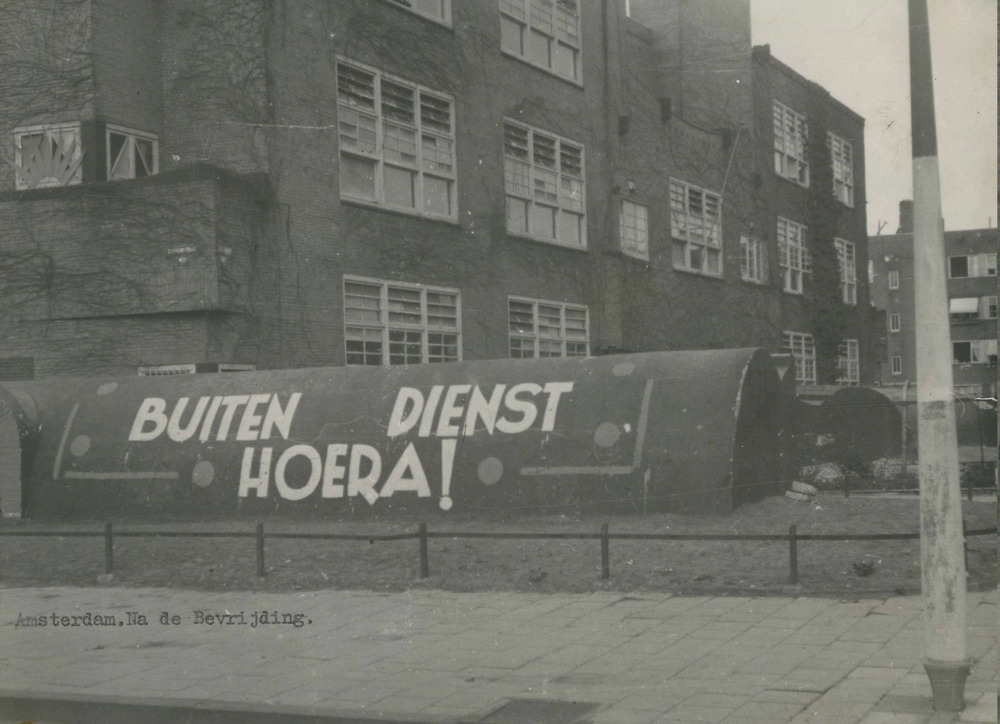 BUITEN DIENST
HOERA!
Amsterdam.Na de Bevrijding.